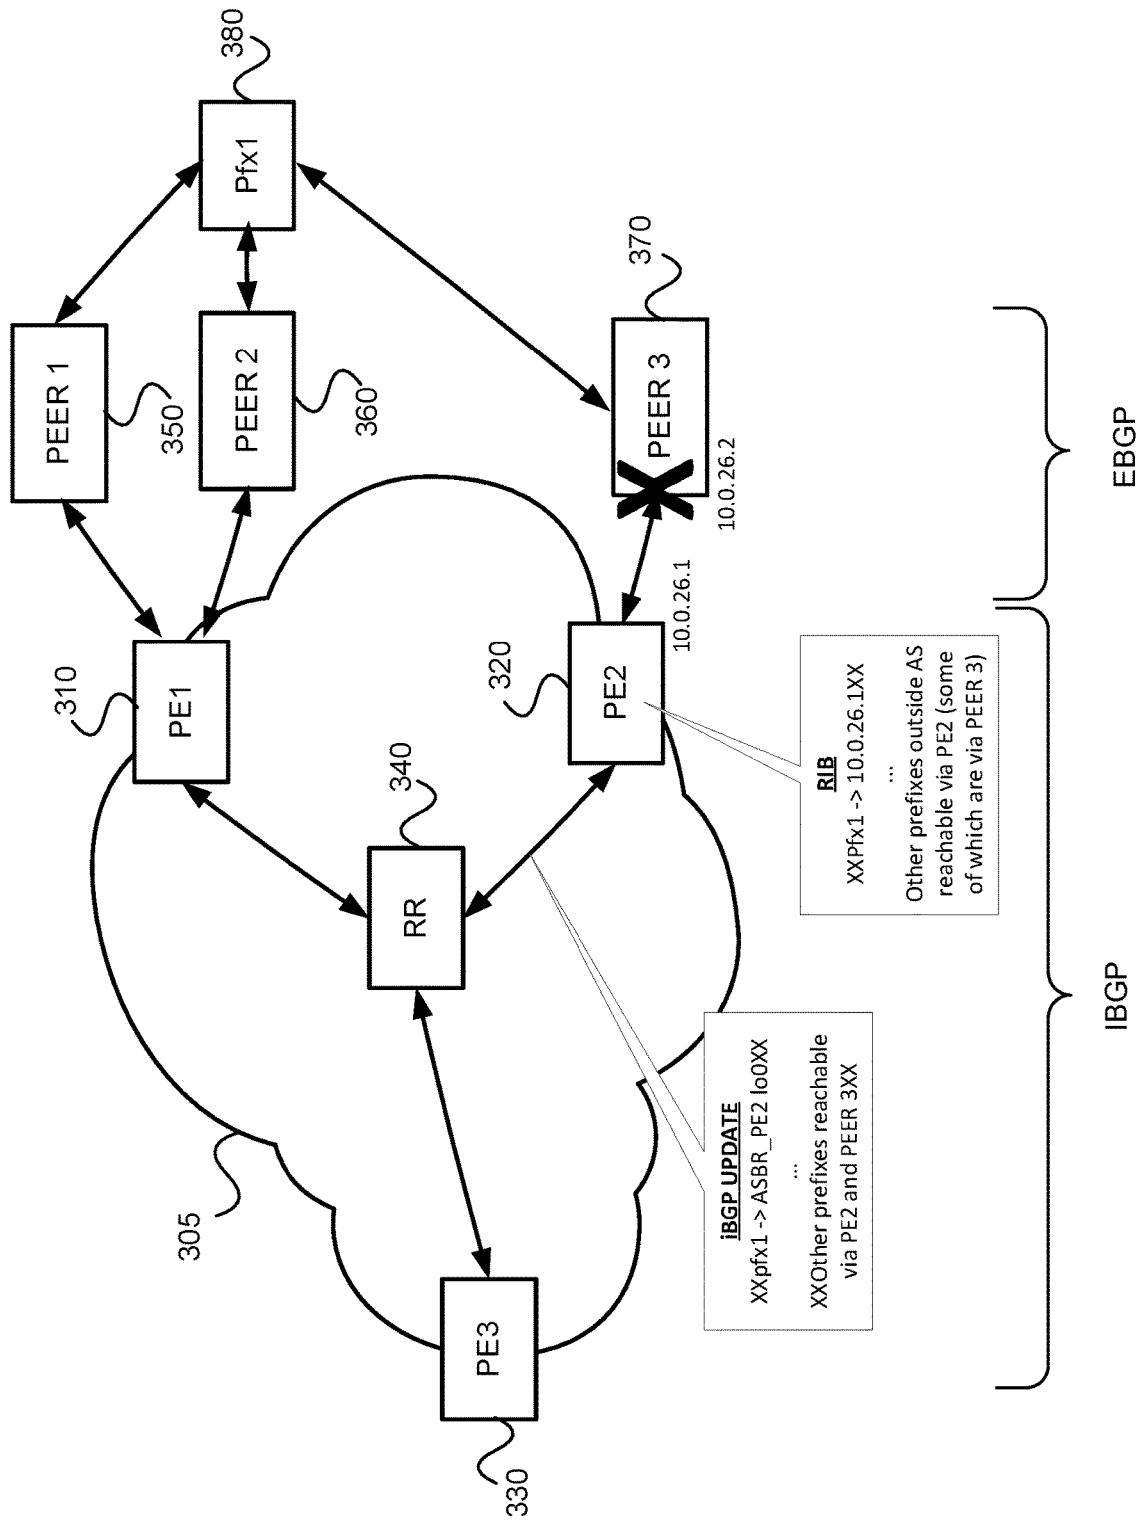 PEER 1
350
PEER 2
360
Pfx1
380
PEER 3
370
10.0.26.2
10.0.26.1
310
PE1
320
PE2
340
RR
305
PE3
330
RIB
XXPfx1 -> 10.0.26.1XX
...
Other prefixes outside AS
reachable via PE2 (some
of which are via PEER 3)
iBGP UPDATE
XXpfx1 -> ASBR_PE2 lo0XX
...
XXOther prefixes reachable
via PE2 and PEER 3XX
IBGP
EBGP